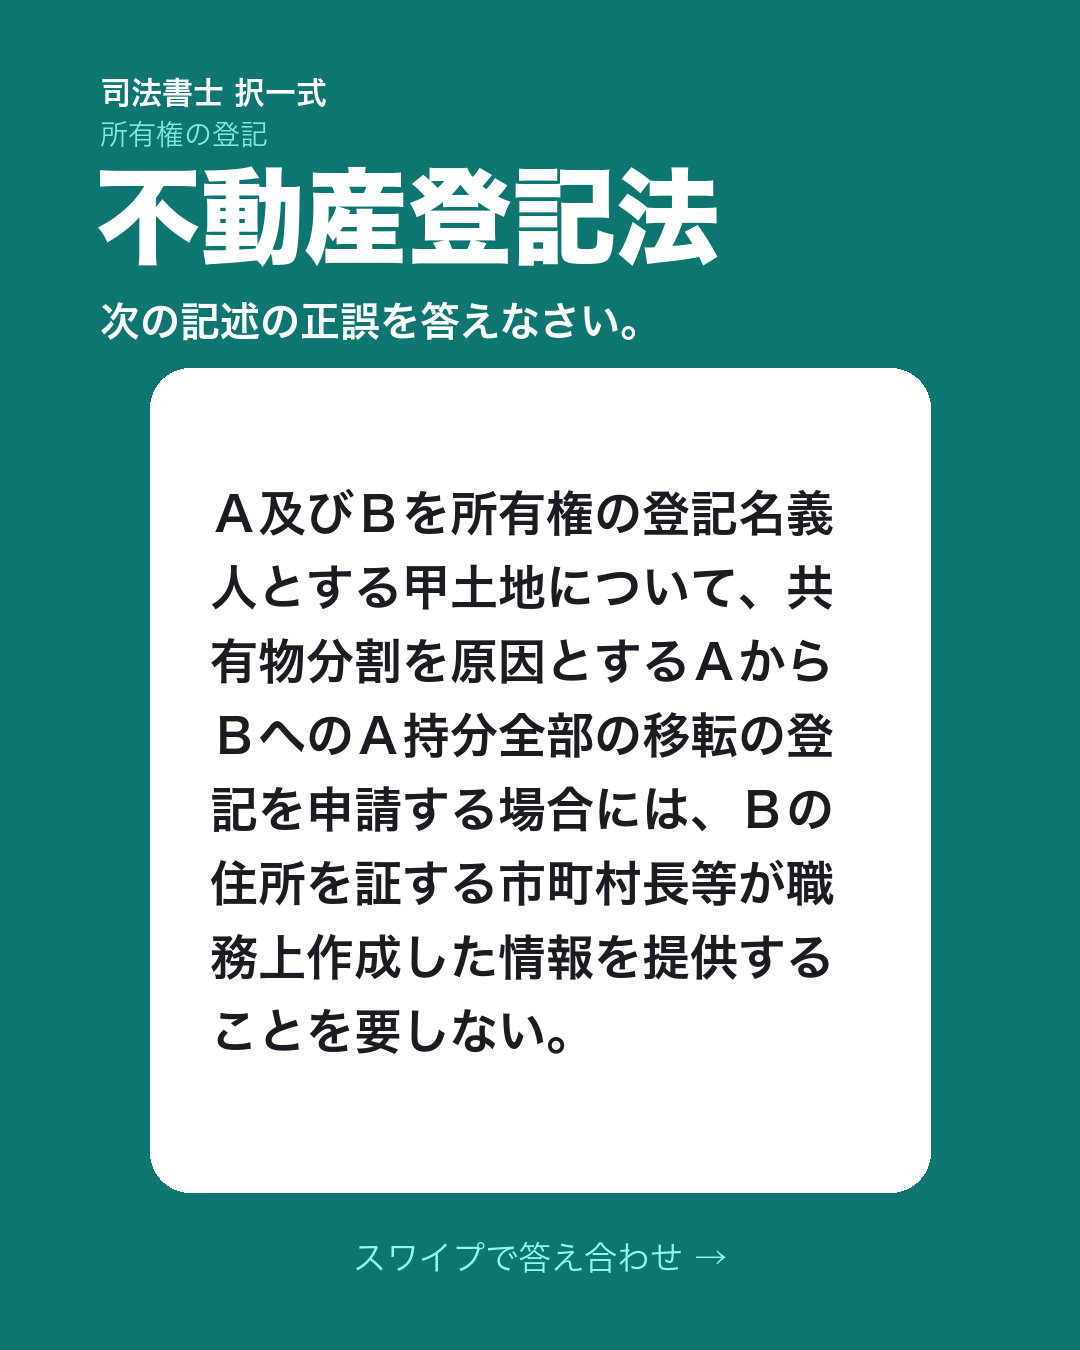 司法書士 択一式
所有権の登記
不動産登記法
次の記述の正誤を答えなさい。
Ａ及びＢを所有権の登記名義
人とする甲土地について、共
有物分割を原因とするＡから
ＢへのＡ持分全部の移転の登
記を申請する場合には、Ｂの
住所を証する市町村長等が職
務上作成した情報を提供する
ことを要しない。
スワイプで答え合わせ →